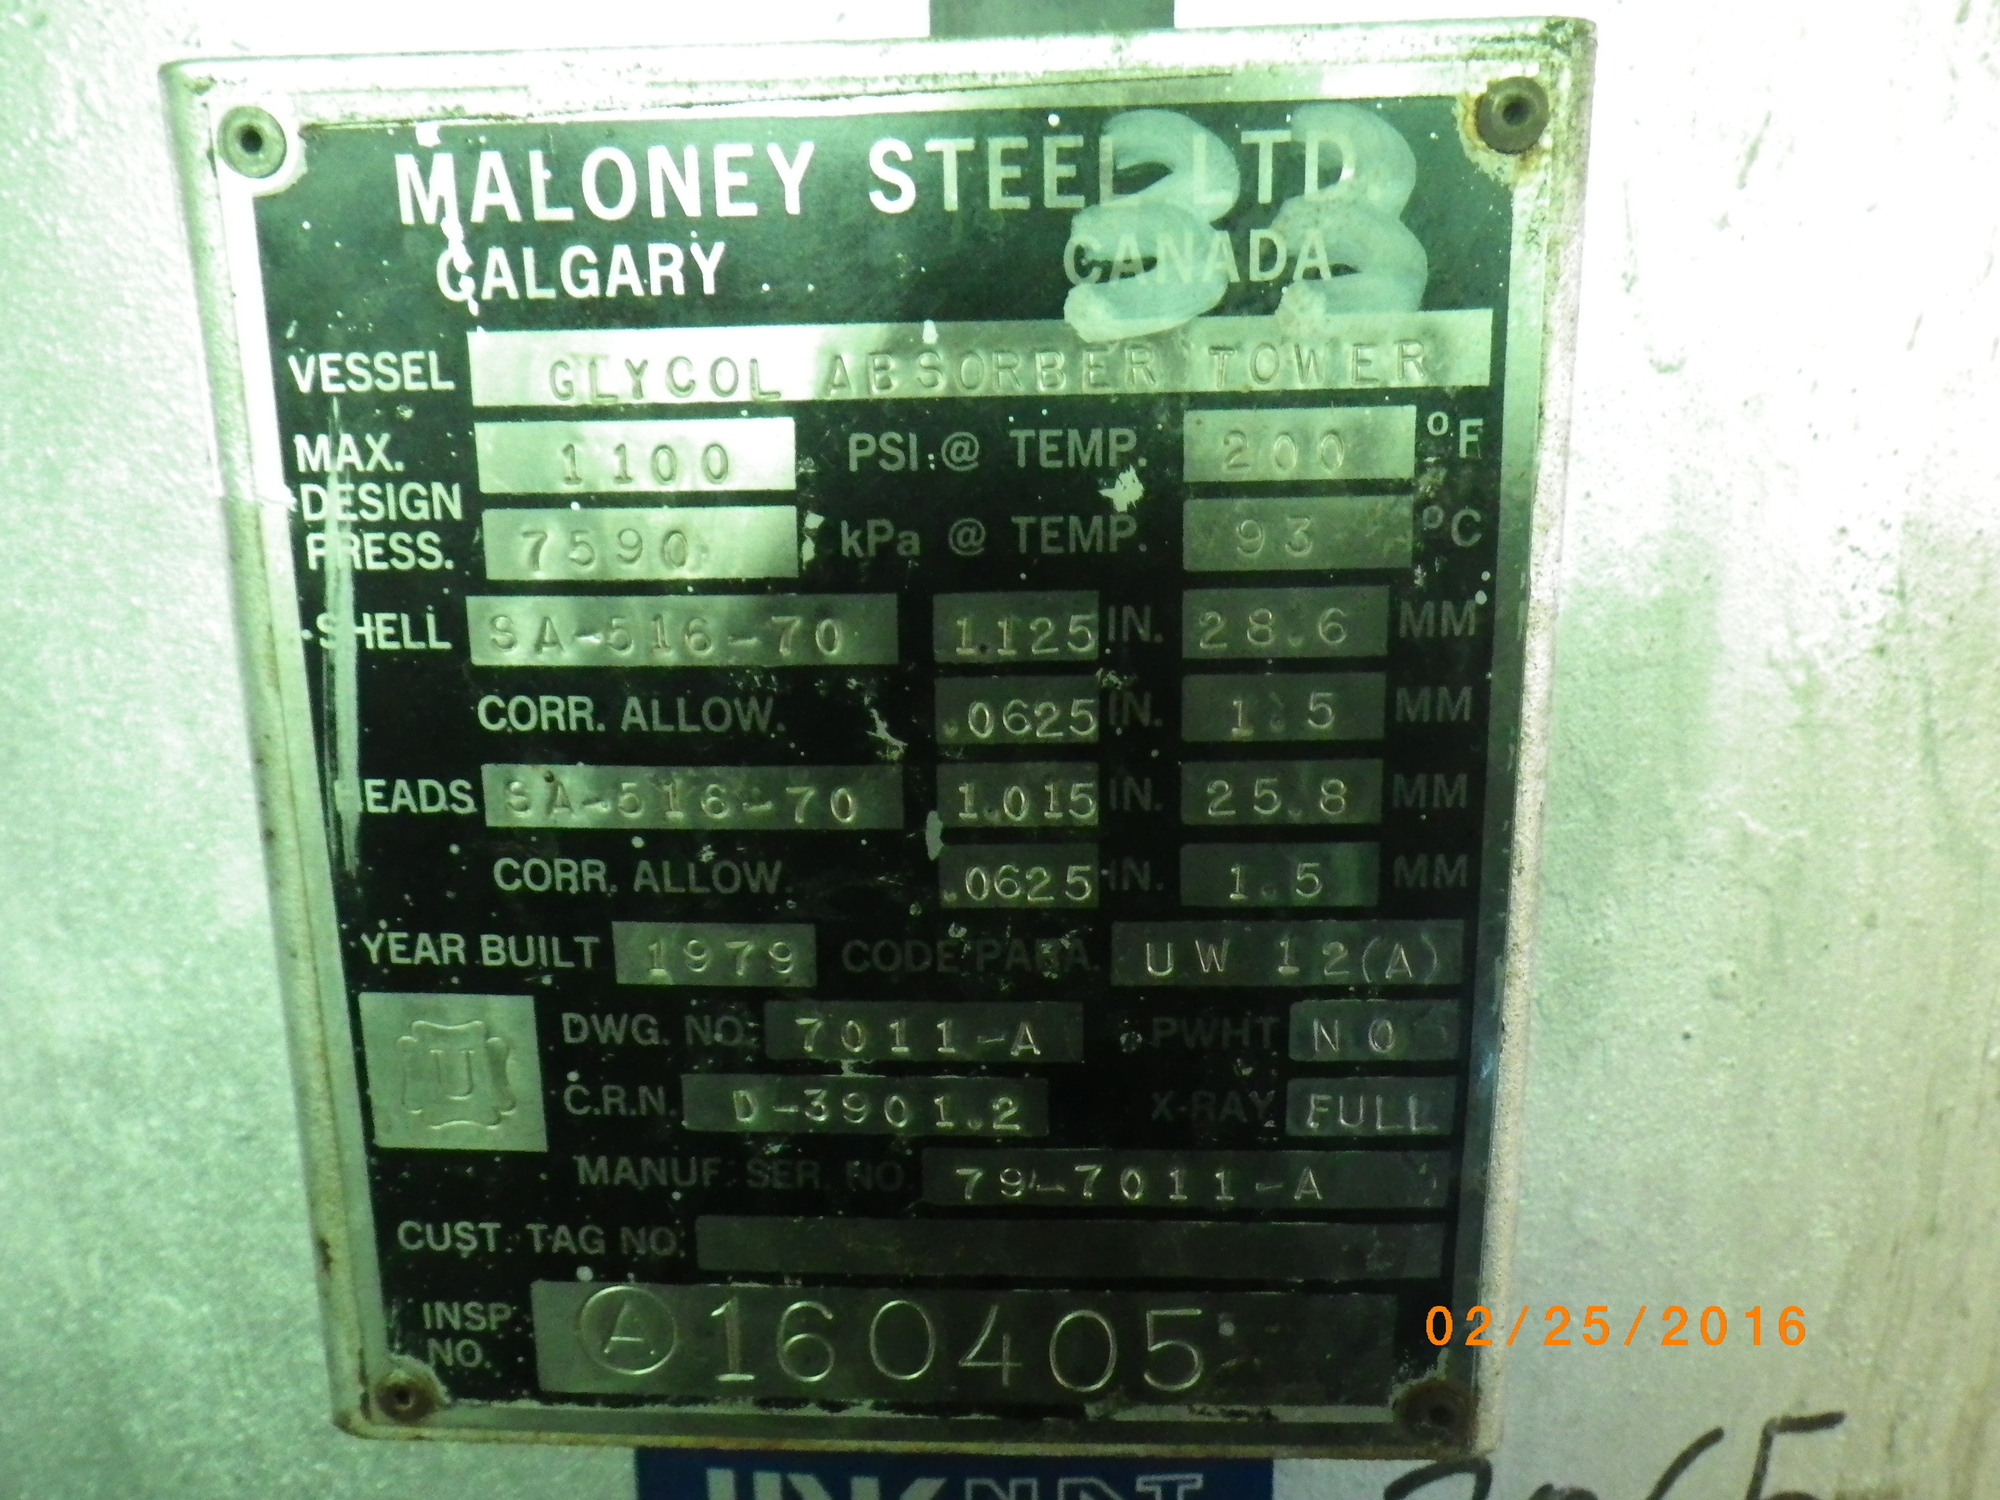 MALONEY STEEL LTD.
CALGARY CANADA
33
VESSEL GLYCOL ABSORBER TOWER
MAX. DESIGN PRESS.
1100 PSI @ TEMP. 200 °F
7590 kPa @ TEMP. 93 °C
SHELL SA-516-70 1.125 IN. 28.6 MM
CORR. ALLOW. .0625 IN. 1.5 MM
HEADS SA-516-70 1.015 IN. 25.8 MM
CORR. ALLOW. .0625 IN. 1.5 MM
YEAR BUILT 1979 CODE PARA. UW 12(A)
U
DWG. NO. 7011-A PWHT NO
C.R.N. D-3901.2 X-RAY FULL
MANUF. SER. NO. 79-7011-A
CUST. TAG NO.
INSP. NO. A 160405
02/25/2016